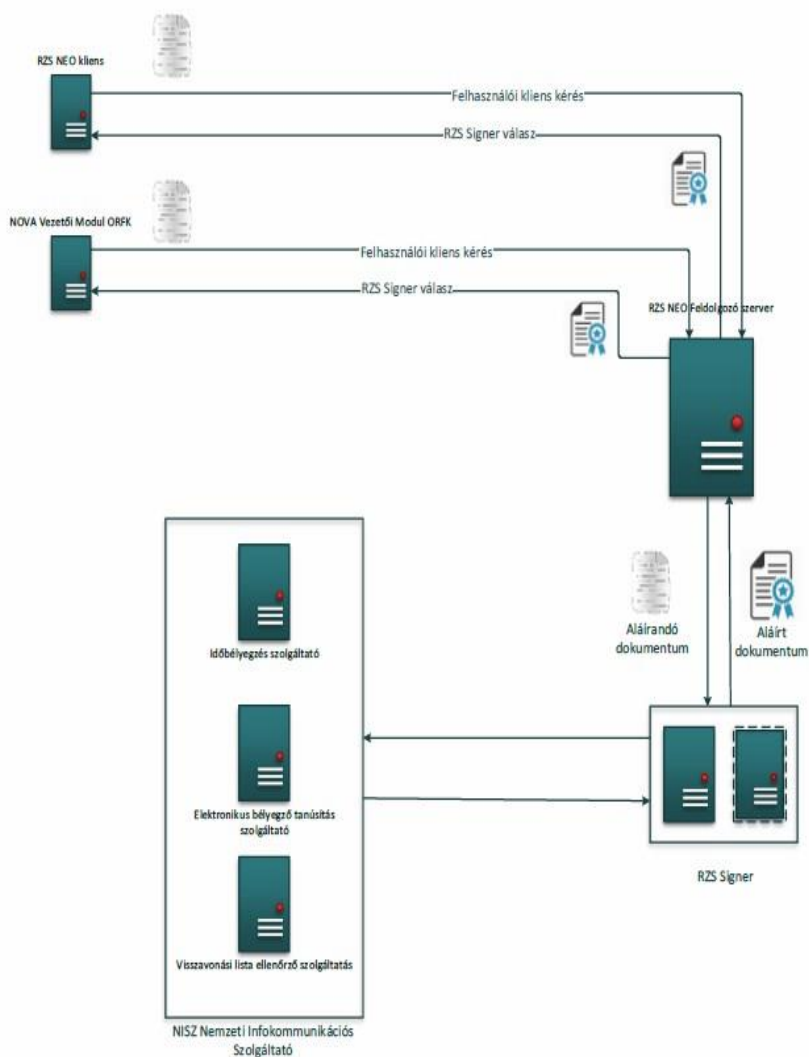 RZS NEO kliens
Felhasználói kliens kérés
RZS Signer válasz
NOVA Vezetői Modul ORFK
Felhasználói kliens kérés
RZS Signer válasz
RZS NEO Feldolgozó szerver
Aláírandó
dokumentum
Aláírt
dokumentum
Időbélyegzés szolgáltató
Elektronikus bélyegző tanúsítás
szolgáltató
Visszavonási lista ellenőrző szolgáltatás
RZS Signer
NISZ Nemzeti Infokommunikációs
Szolgáltató